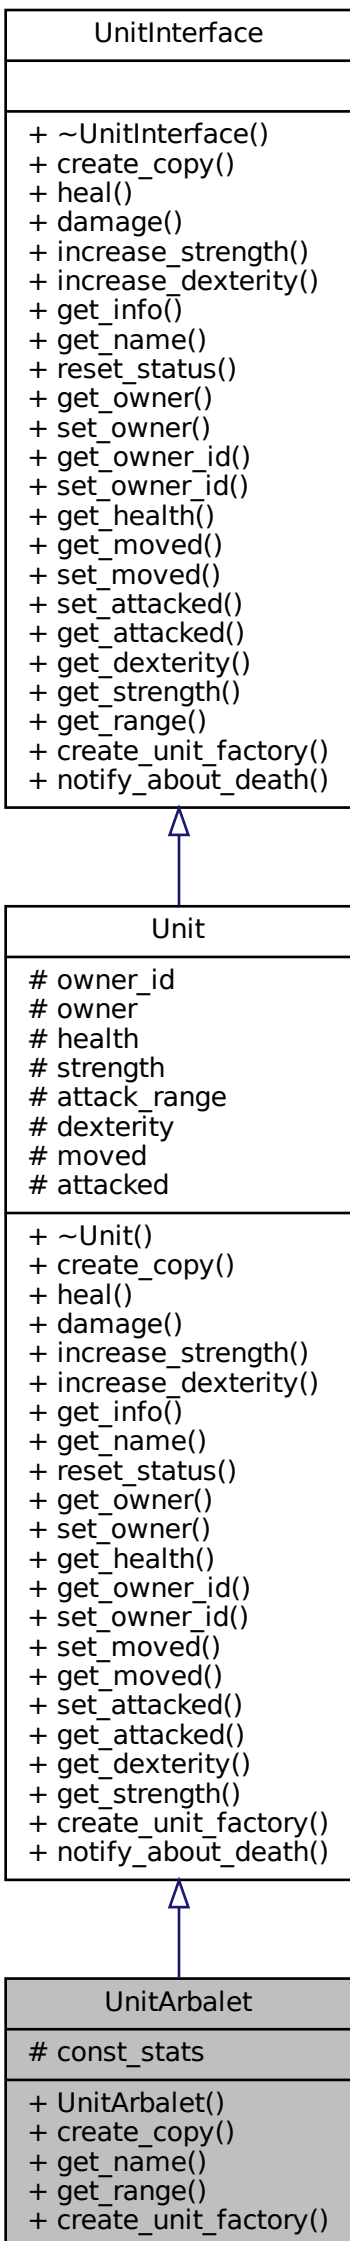 UnitInterface
+ ~UnitInterface()
+ create_copy()
+ heal()
+ damage()
+ increase_strength()
+ increase_dexterity()
+ get_info()
+ get_name()
+ reset_status()
+ get_owner()
+ set_owner()
+ get_owner_id()
+ set_owner_id()
+ get_health()
+ get_moved()
+ set_moved()
+ set_attacked()
+ get_attacked()
+ get_dexterity()
+ get_strength()
+ get_range()
+ create_unit_factory()
+ notify_about_death()
Unit
# owner_id
# owner
# health
# strength
# attack_range
# dexterity
# moved
# attacked
+ ~Unit()
+ create_copy()
+ heal()
+ damage()
+ increase_strength()
+ increase_dexterity()
+ get_info()
+ get_name()
+ reset_status()
+ get_owner()
+ set_owner()
+ get_health()
+ get_owner_id()
+ set_owner_id()
+ set_moved()
+ get_moved()
+ set_attacked()
+ get_attacked()
+ get_dexterity()
+ get_strength()
+ create_unit_factory()
+ notify_about_death()
UnitArbalet
# const_stats
+ UnitArbalet()
+ create_copy()
+ get_name()
+ get_range()
+ create_unit_factory()